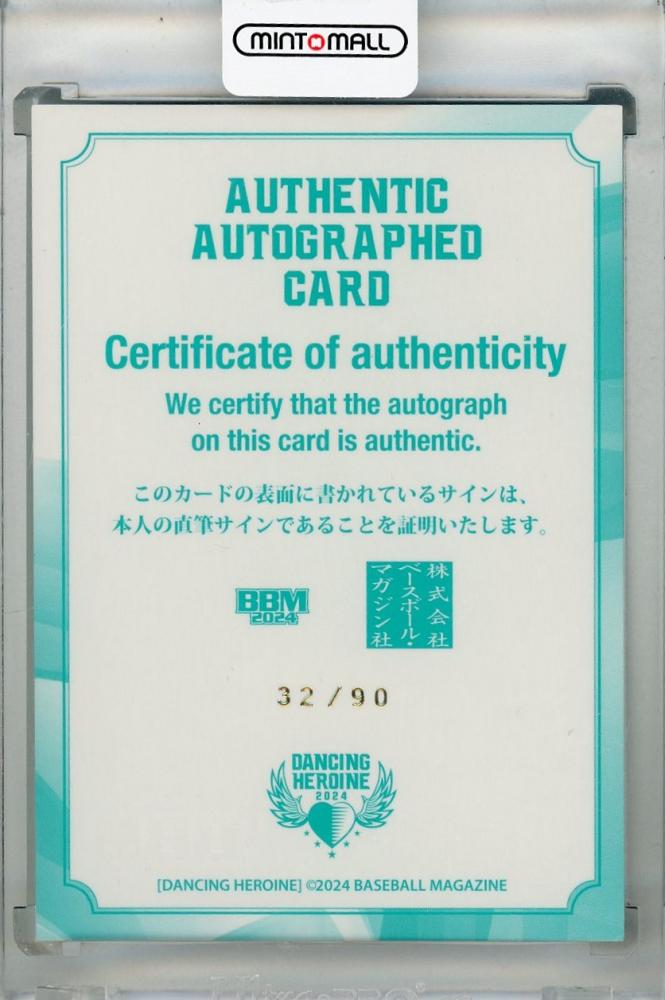 MINT MALL
AUTHENTIC
AUTOGRAPHED
CARD
Certificate of authenticity
We certify that the autograph
on this card is authentic.
このカードの表面に書かれているサインは、
本人の直筆サインであることを証明いたします。
BBM
2024
株式会社
ベースボール・
マガジン社
32/90
DANCING
HEROINE
2024
[DANCING HEROINE] ©2024 BASEBALL MAGAZINE